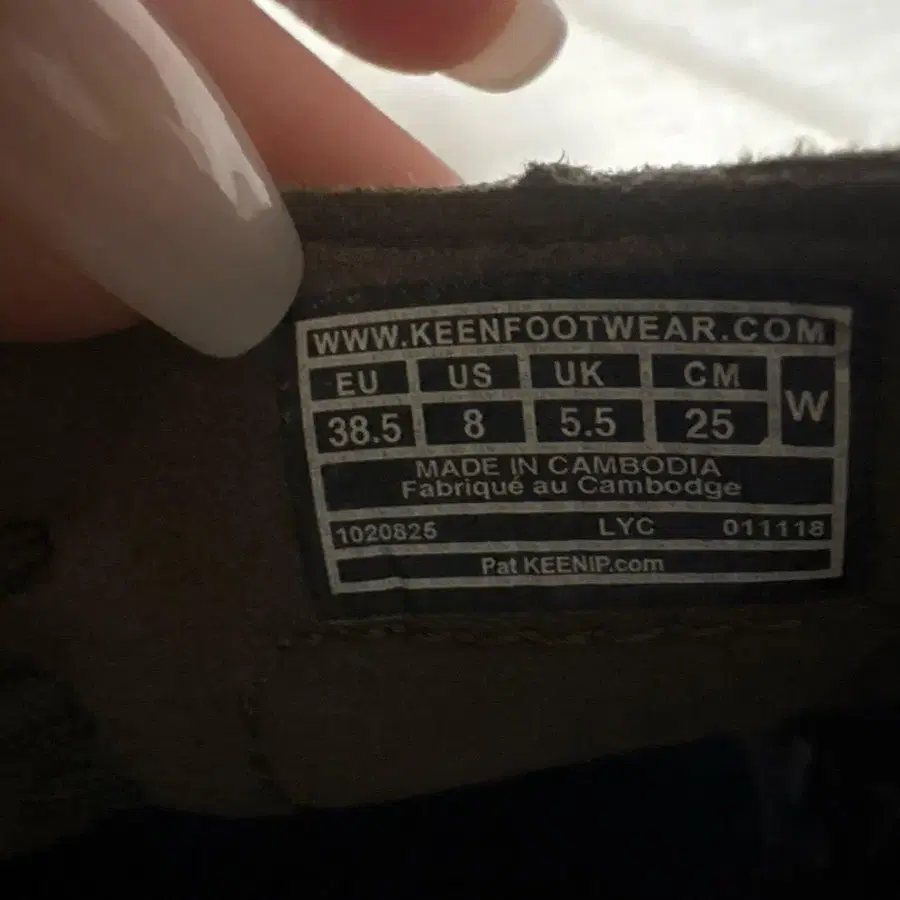 WWW.KEENFOOTWEAR.COM
EU US UK CM W
38.5 8 5.5 25
MADE IN CAMBODIA
Fabriqué au Cambodge
1020825 LYC 011118
Pat KEENIP.com